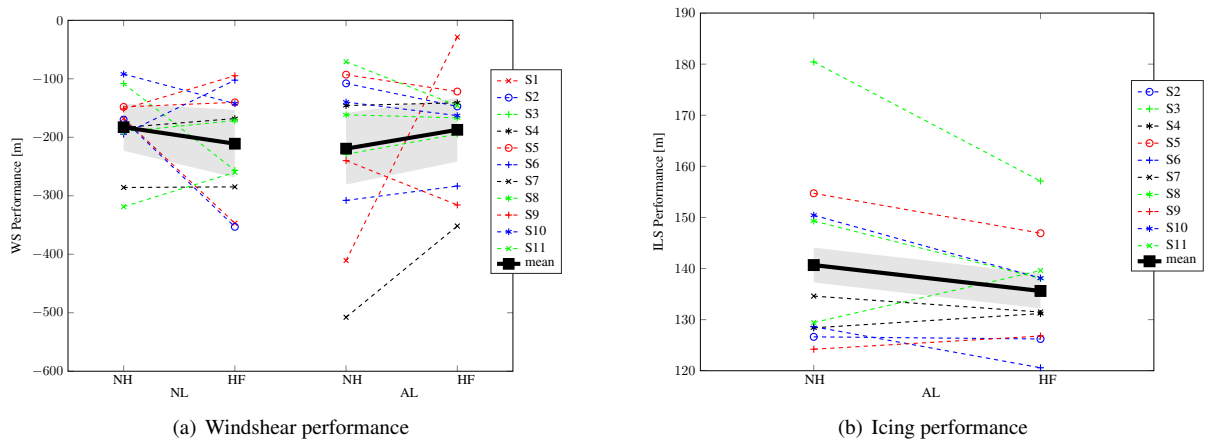 0
−100
−200
−300
−400
−500
−600
WS Performance [m]
NH HF NH HF
NL AL
S1
S2
S3
S4
S5
S6
S7
S8
S9
S10
S11
mean
(a) Windshear performance
190
180
170
160
150
140
130
120
ILS Performance [m]
NH HF
AL
S2
S3
S4
S5
S6
S7
S8
S9
S10
S11
mean
(b) Icing performance